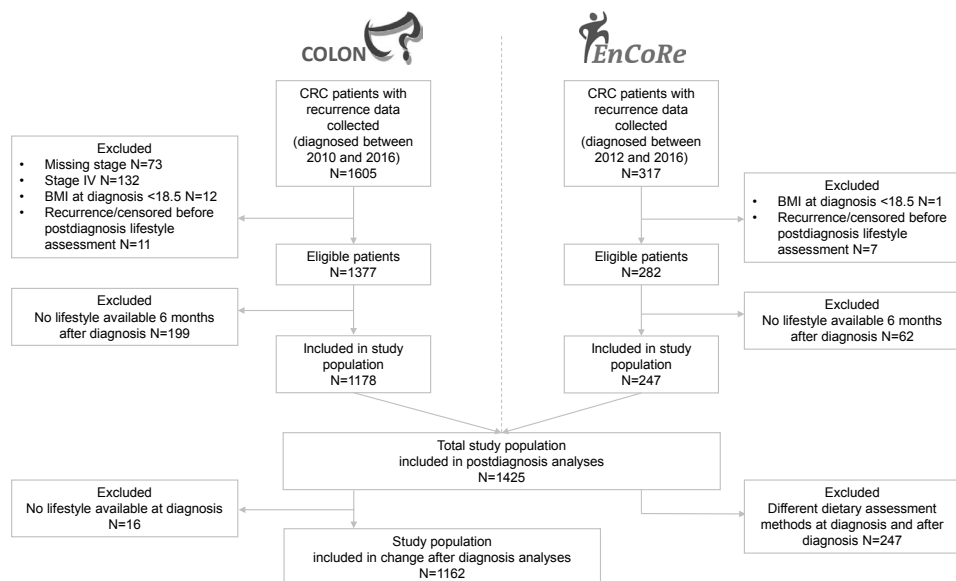 COLON
EnCoRe
CRC patients with
recurrence data
collected
(diagnosed between
2010 and 2016)
N=1605
CRC patients with
recurrence data
collected
(diagnosed between
2012 and 2016)
N=317
Excluded
• Missing stage N=73
• Stage IV N=132
• BMI at diagnosis <18.5 N=12
• Recurrence/censored before
postdiagnosis lifestyle
assessment N=11
Excluded
• BMI at diagnosis <18.5 N=1
• Recurrence/censored before
postdiagnosis lifestyle
assessment N=7
Eligible patients
N=1377
Eligible patients
N=282
Excluded
No lifestyle available 6 months
after diagnosis N=199
Excluded
No lifestyle available 6 months
after diagnosis N=62
Included in study
population
N=1178
Included in study
population
N=247
Total study population
included in postdiagnosis analyses
N=1425
Excluded
No lifestyle available at diagnosis
N=16
Excluded
Different dietary assessment
methods at diagnosis and after
diagnosis N=247
Study population
included in change after diagnosis analyses
N=1162